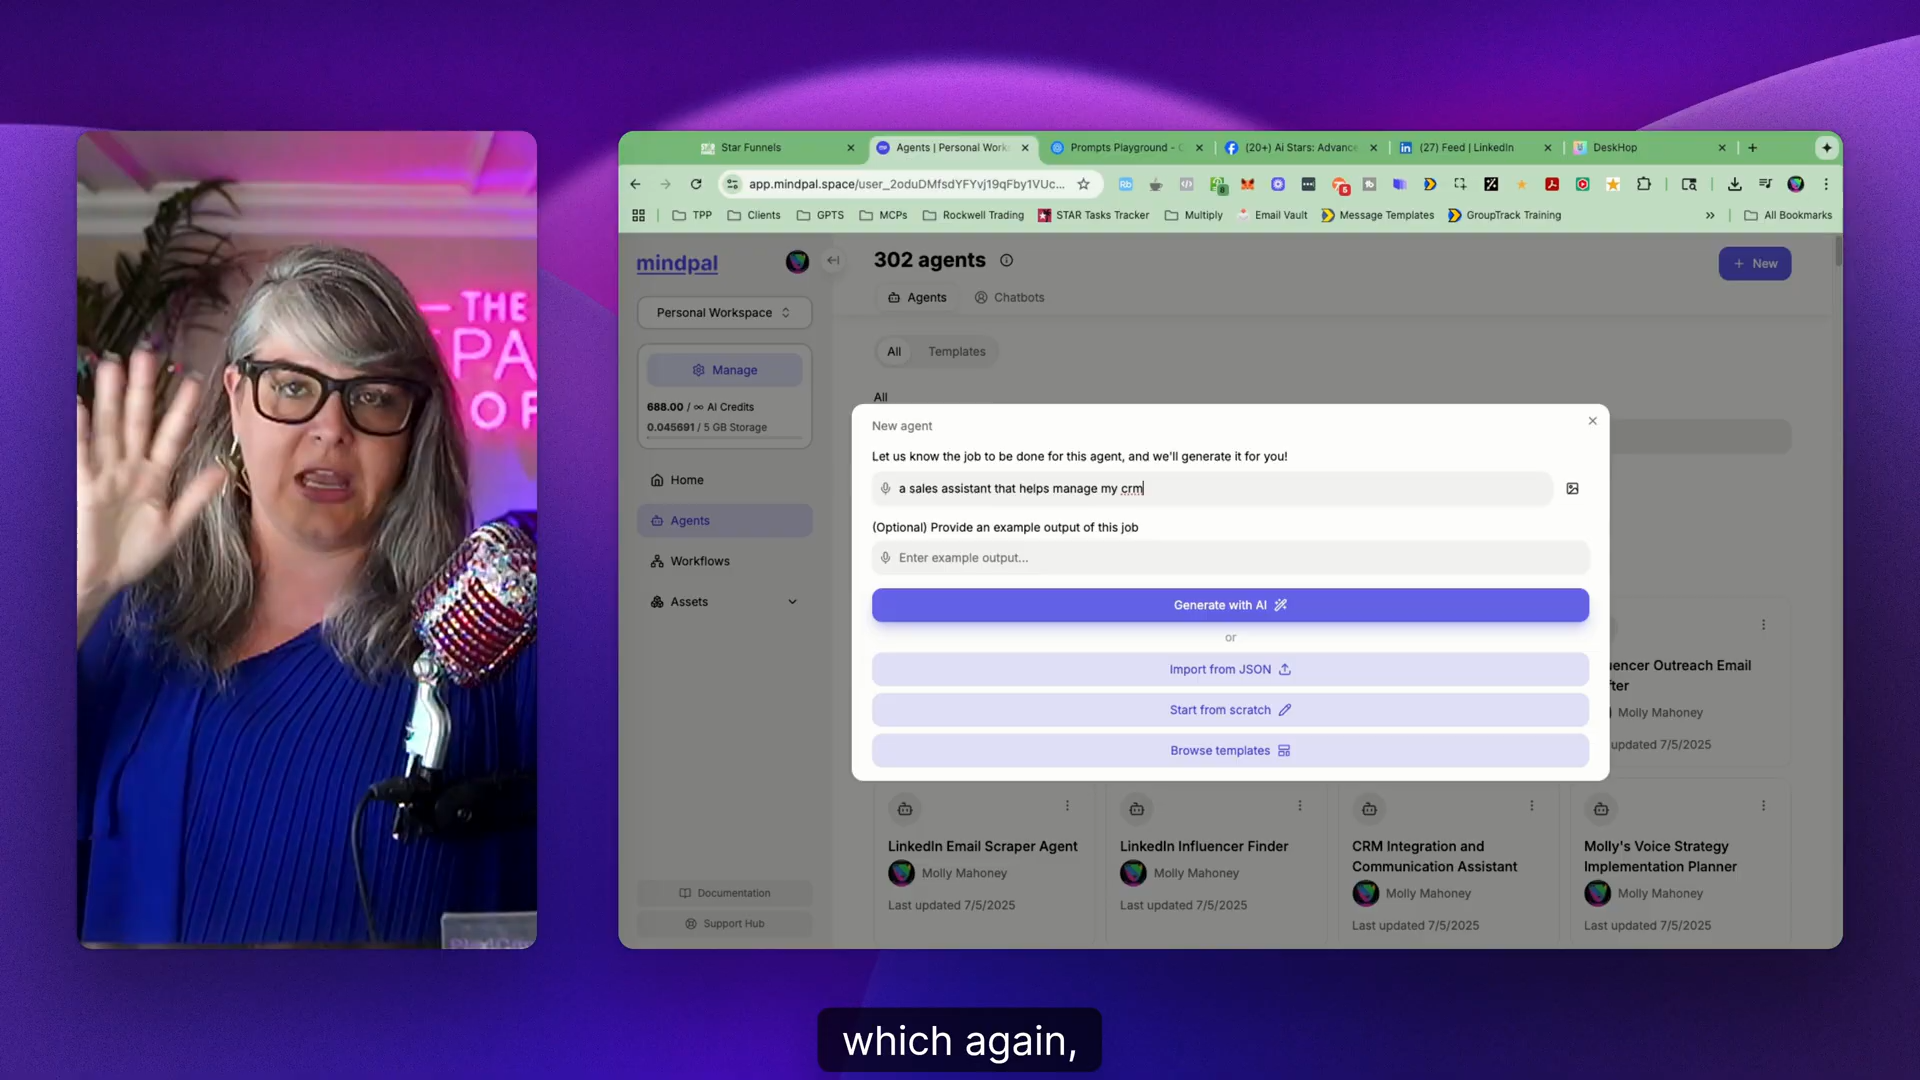 THE
PA
OF
Star Funnels
Agents | Personal Work
Prompts Playground -
(20+) Ai Stars: Advance
(27) Feed | LinkedIn
DeskHop
app.mindpal.space/user_2oduDMfsdYFYvj19qFby1VUc...
TPP
Clients
GPTS
MCPs
Rockwell Trading
STAR Tasks Tracker
Multiply
Email Vault
Message Templates
GroupTrack Training
All Bookmarks
mindpal
302 agents
+ New
Agents
Chatbots
Personal Workspace
All
Templates
Manage
688.00 / ∞ AI Credits
0.045691 / 5 GB Storage
All
Home
Agents
Workflows
Assets
Documentation
Support Hub
New agent
Let us know the job to be done for this agent, and we'll generate it for you!
a sales assistant that helps manage my crm
(Optional) Provide an example output of this job
Enter example output...
Generate with AI
or
Import from JSON
Start from scratch
Browse templates
uencer Outreach Email
fter
Molly Mahoney
updated 7/5/2025
LinkedIn Email Scraper Agent
Molly Mahoney
Last updated 7/5/2025
LinkedIn Influencer Finder
Molly Mahoney
Last updated 7/5/2025
CRM Integration and
Communication Assistant
Molly Mahoney
Last updated 7/5/2025
Molly's Voice Strategy
Implementation Planner
Molly Mahoney
Last updated 7/5/2025
which again,